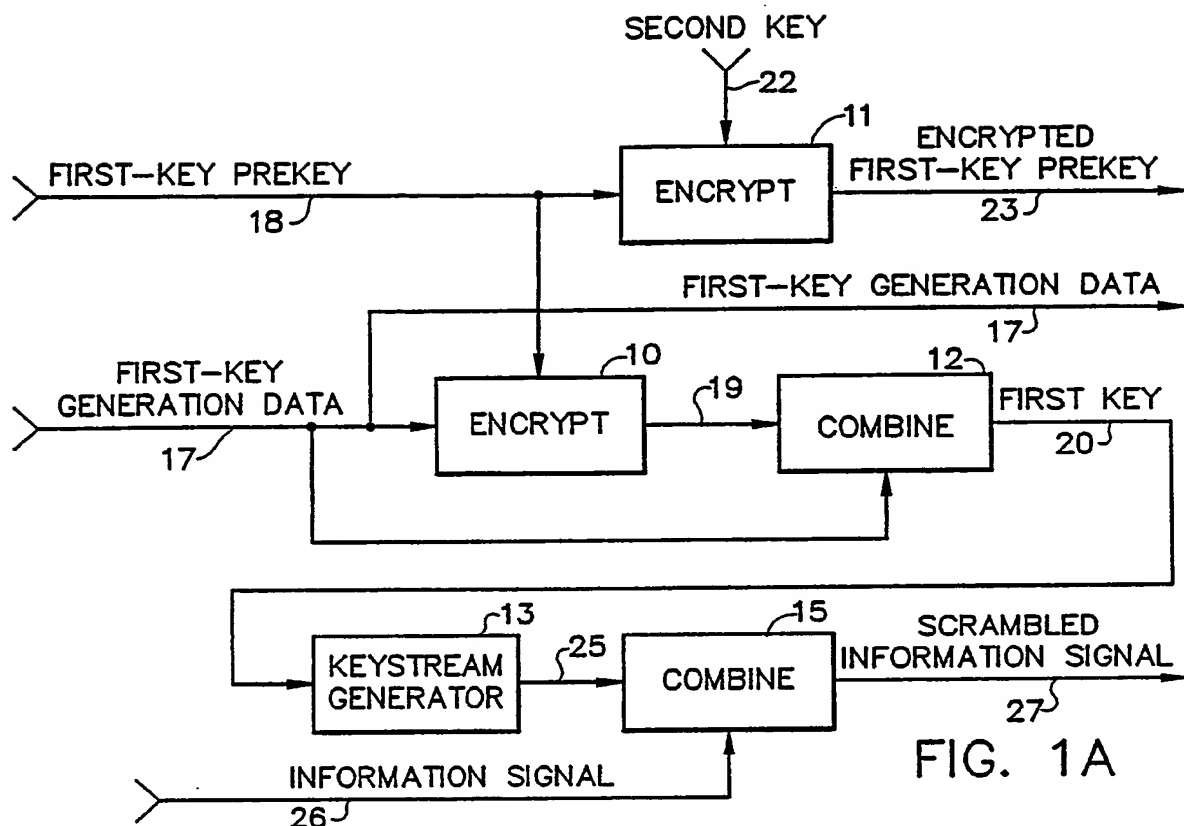 SECOND KEY
22
11
FIRST-KEY PREKEY
18
ENCRYPT
ENCRYPTED
FIRST-KEY PREKEY
23
FIRST-KEY GENERATION DATA
17
FIRST-KEY
GENERATION DATA
17
10
ENCRYPT
19
12
COMBINE
FIRST KEY
20
13
KEYSTREAM
GENERATOR
25
15
COMBINE
SCRAMBLED
INFORMATION SIGNAL
27
INFORMATION SIGNAL
26
FIG. 1A